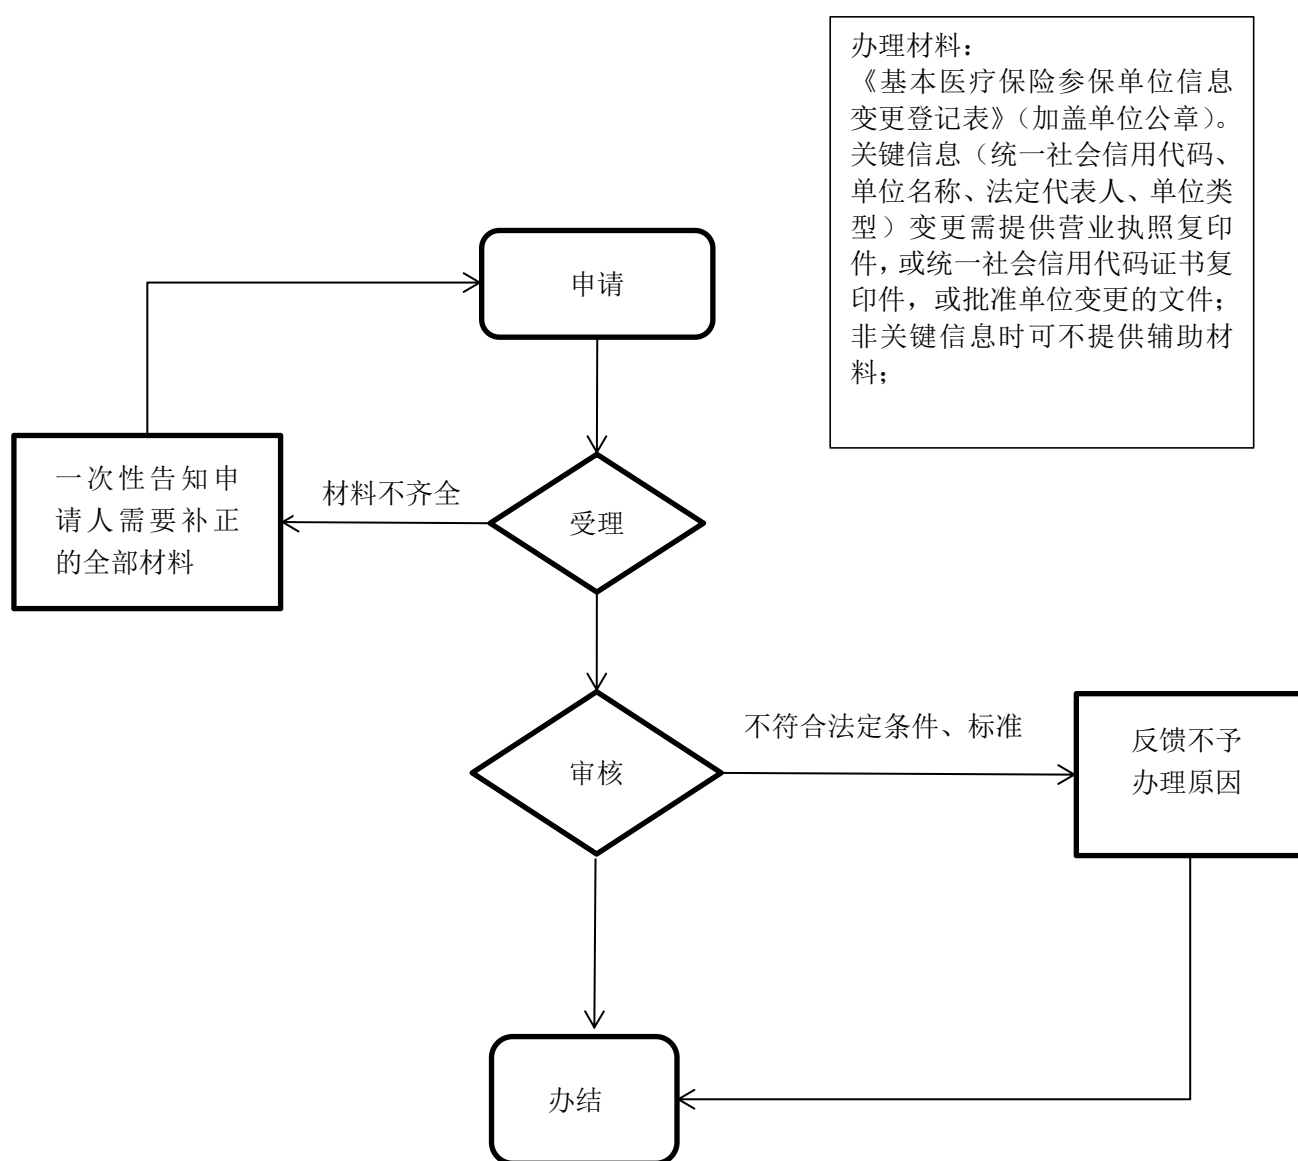 办理材料：
《基本医疗保险参保单位信息
变更登记表》（加盖单位公章）。
关键信息（统一社会信用代码、
单位名称、法定代表人、单位类
型）变更需提供营业执照复印
件，或统一社会信用代码证书复
印件，或批准单位变更的文件；
非关键信息时可不提供辅助材
料；
申请
一次性告知申
请人需要补正
的全部材料
材料不齐全
受理
审核
不符合法定条件、标准
反馈不予
办理原因
办结